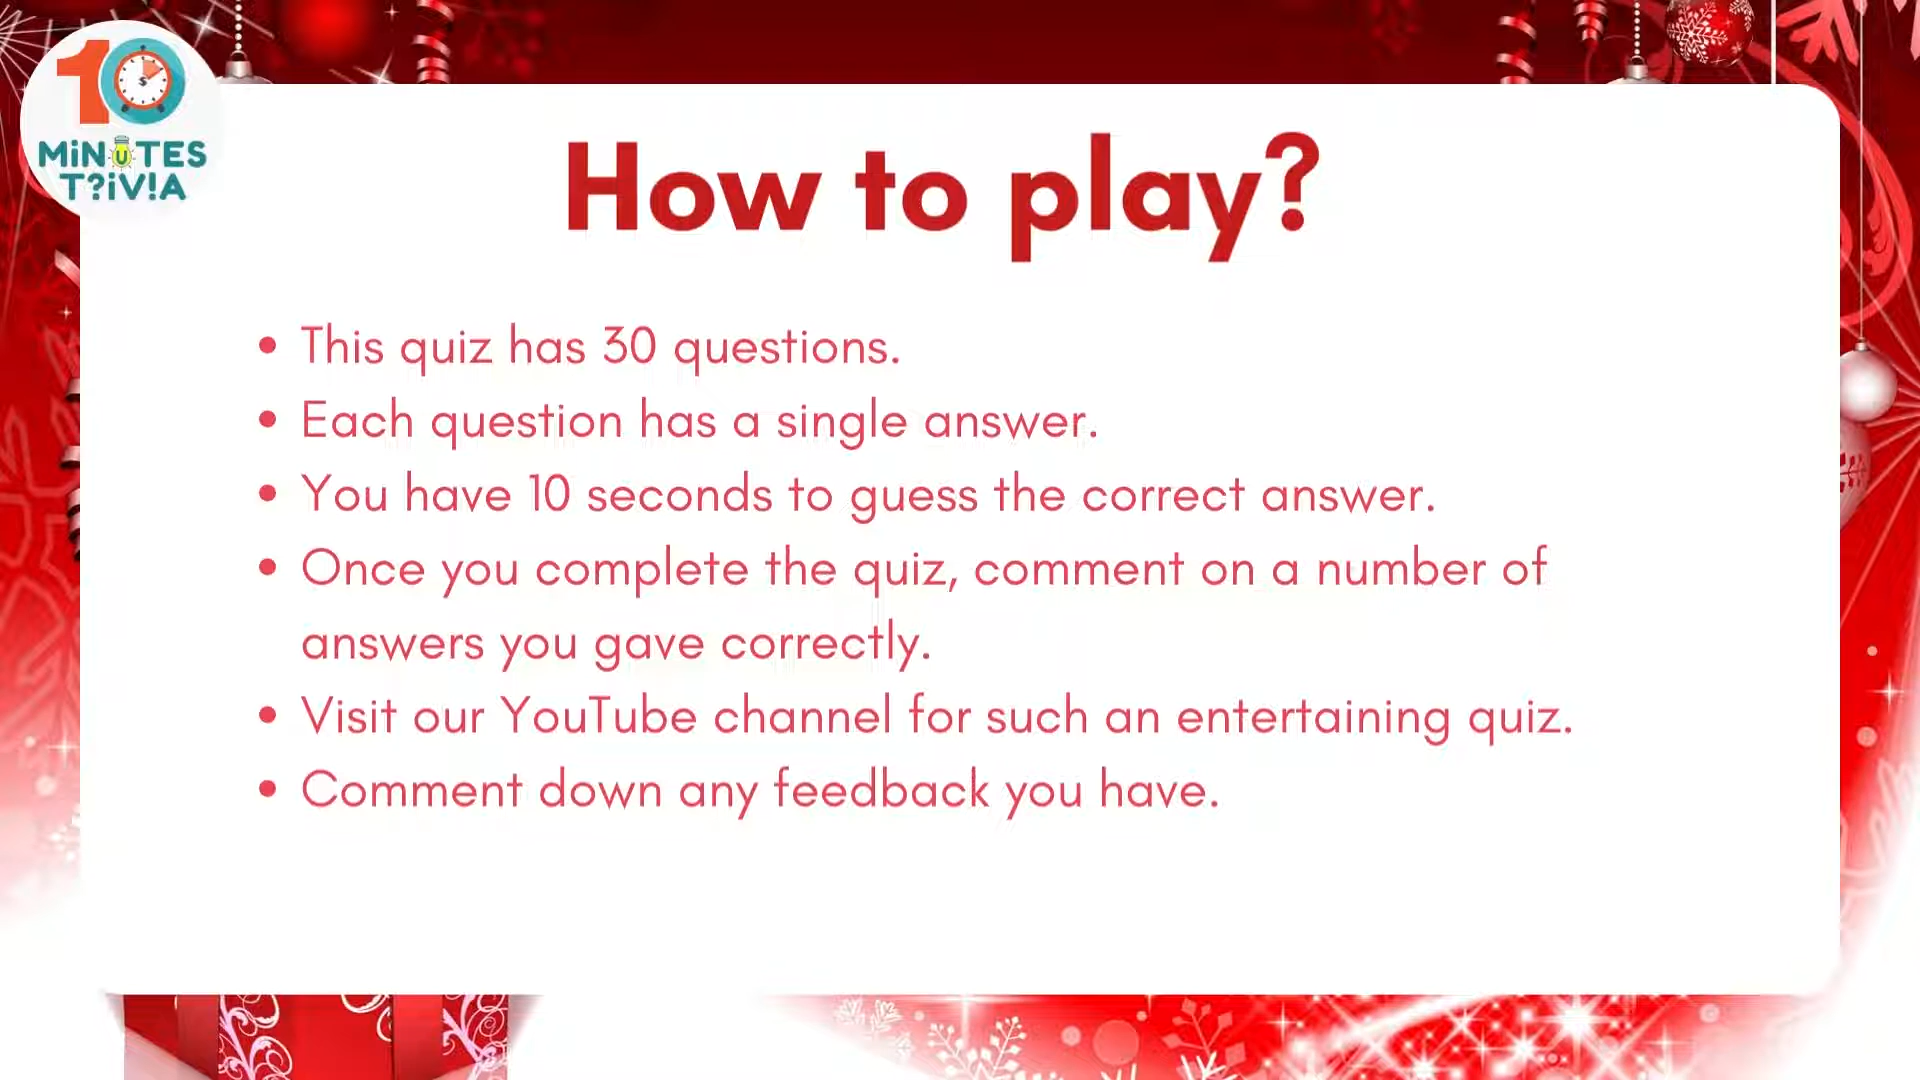 10
MiNUTES
T?iV!A
How to play?
• This quiz has 30 questions.
• Each question has a single answer.
• You have 10 seconds to guess the correct answer.
• Once you complete the quiz, comment on a number of
answers you gave correctly.
• Visit our YouTube channel for such an entertaining quiz.
• Comment down any feedback you have.